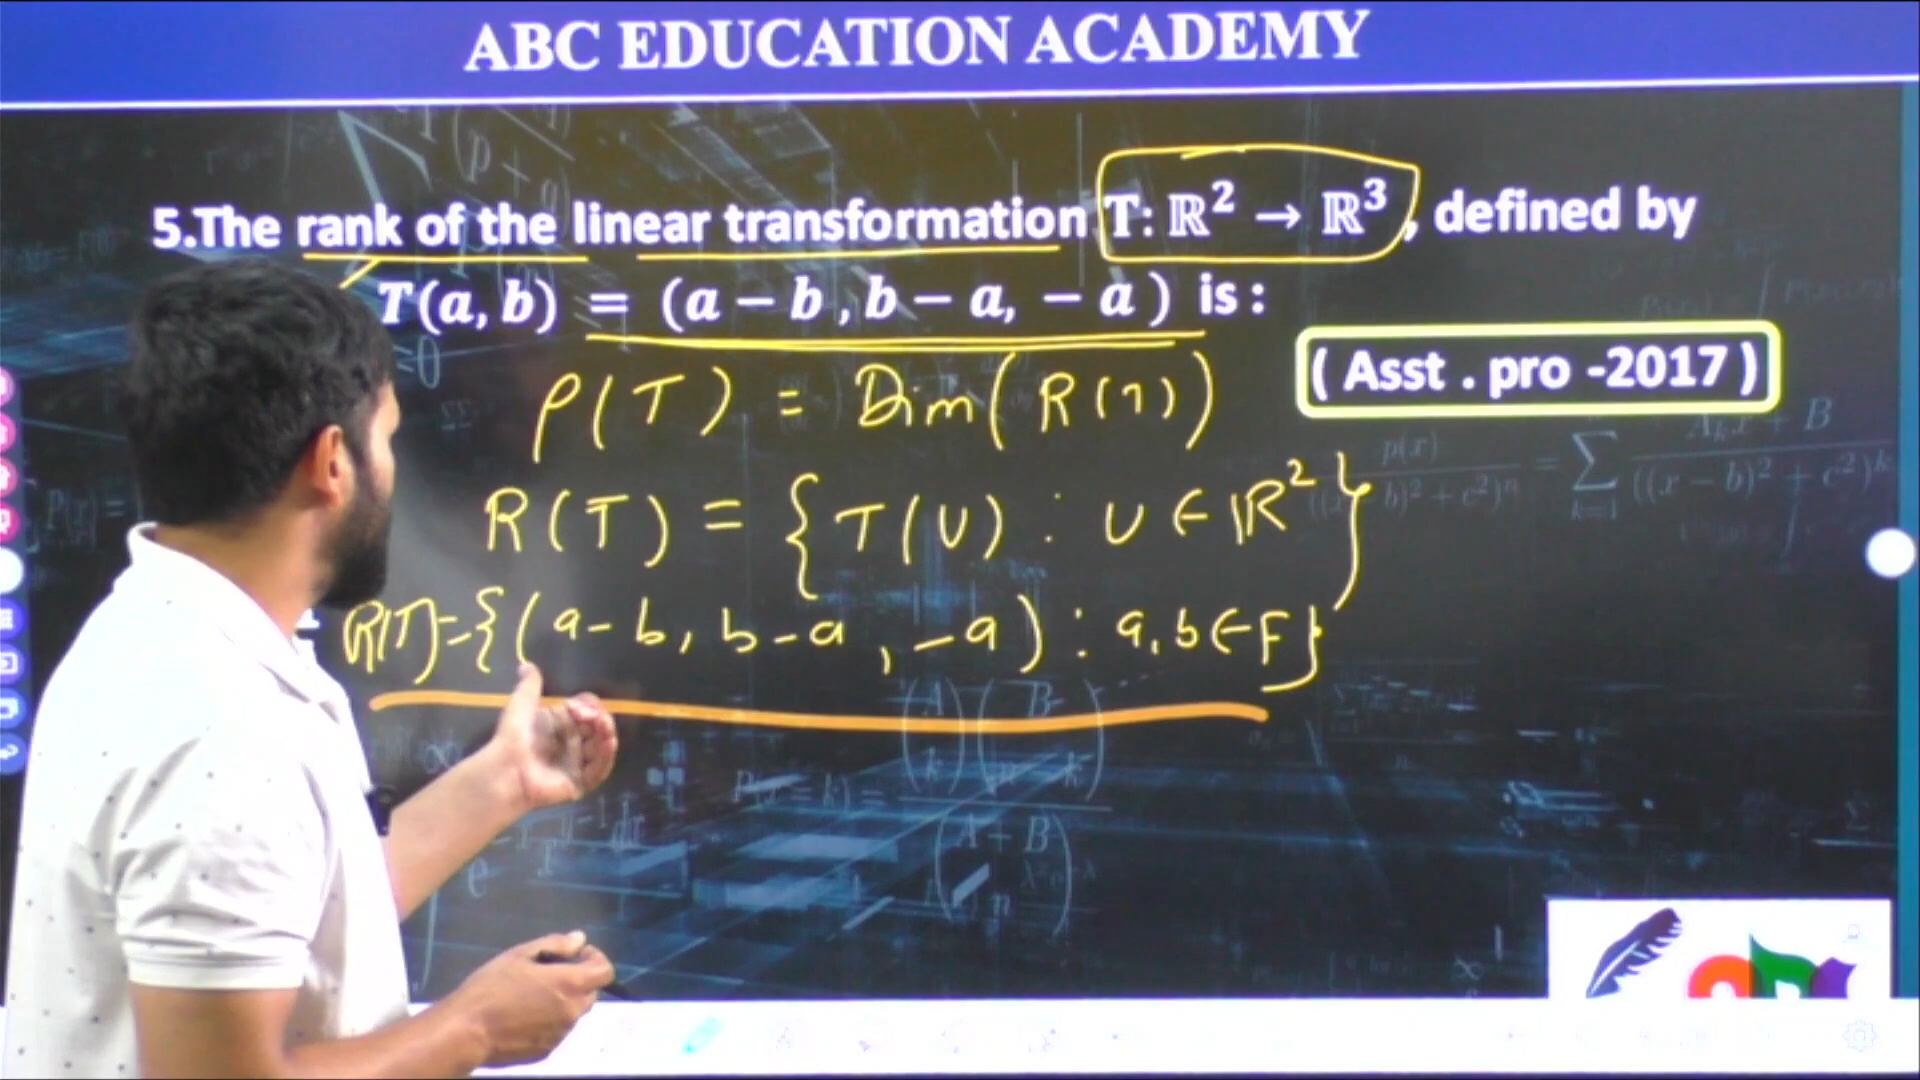 ABC EDUCATION ACADEMY
5.The rank of the linear transformation T: ℝ² → ℝ³, defined by
T(a, b) = (a − b, b − a, − a) is:
( Asst . pro -2017 )
ρ(T) = Dim(R(T))
R(T) = {T(U) : U ∈ ℝ²}
R(T)={(a-b, b-a, -a) : a,b ∈ F}